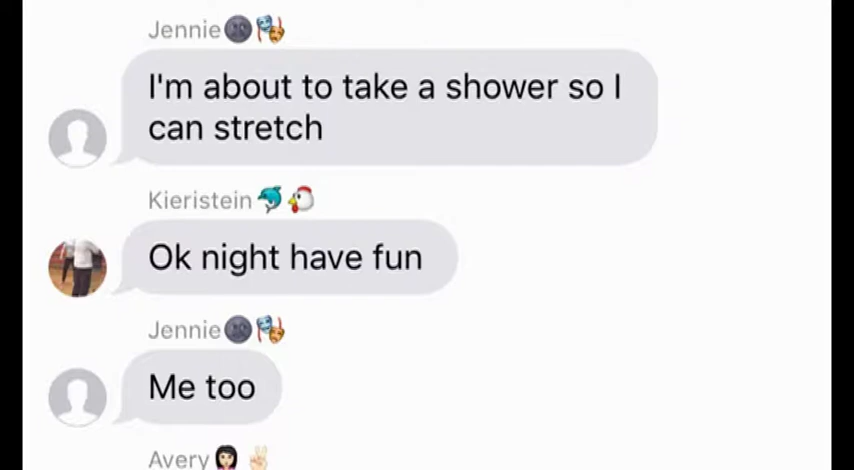 Jennie🌚🎭
I'm about to take a shower so I
can stretch
Kieristein🐬🐔
Ok night have fun
Jennie🌚🎭
Me too
Avery👩🏻✌🏻